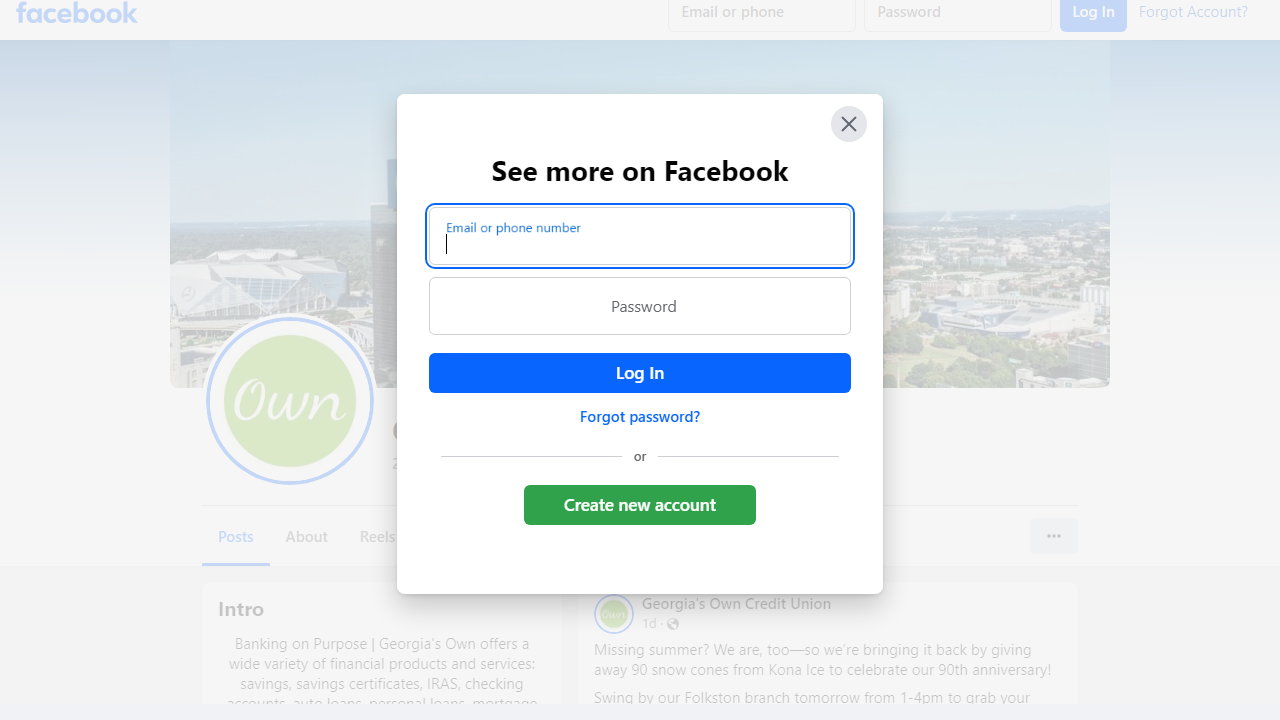 facebook
Email or phone
Password
Log In
Forgot Account?
See more on Facebook
Email or phone number
Password
Log In
Forgot password?
or
Create new account
Own
Posts
About
Reels
Intro
Banking on Purpose | Georgia's Own offers a
wide variety of financial products and services:
savings, savings certificates, IRAS, checking
accounts, auto loans, personal loans, mortgage
Own
Georgia's Own Credit Union
1d ·
Missing summer? We are, too—so we're bringing it back by giving
away 90 snow cones from Kona Ice to celebrate our 90th anniversary!
Swing by our Folkston branch tomorrow from 1-4pm to grab your